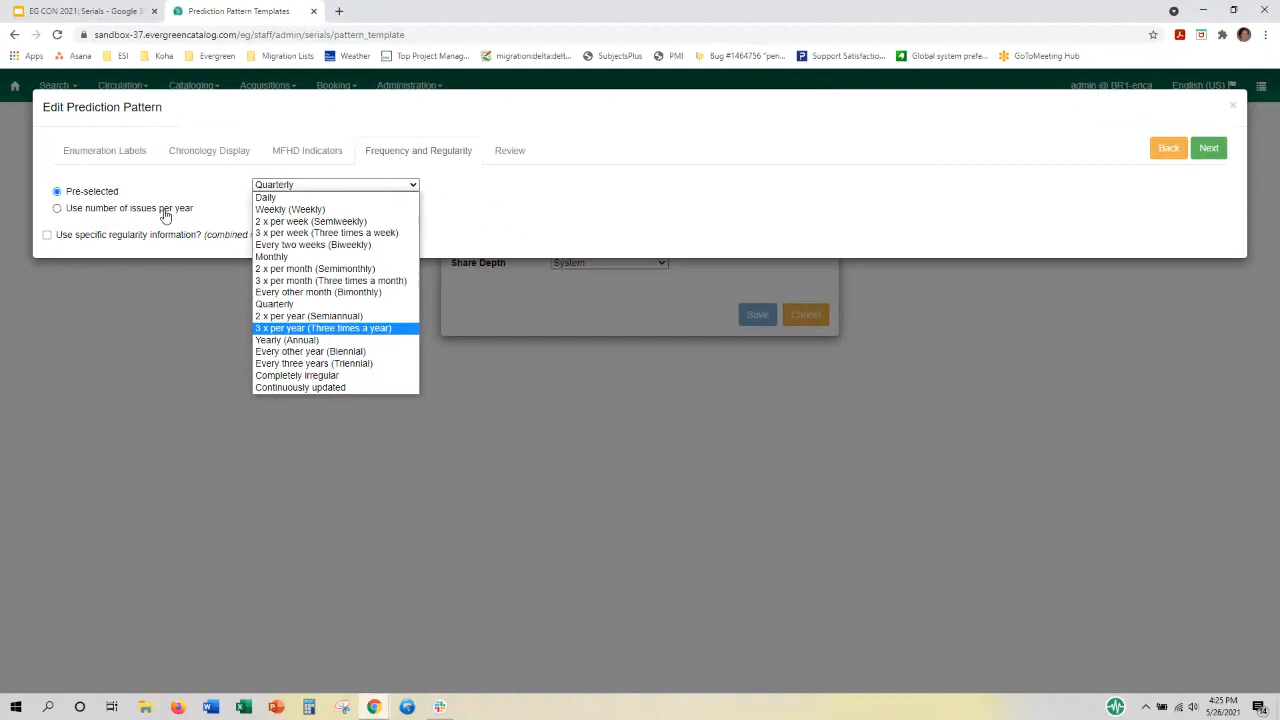 EG CON 2021: Serials - Google S
Prediction Pattern Templates
sandbox-37.evergreencatalog.com/eg/staff/admin/serials/pattern_template
Apps Asana ESI Koha Evergreen Migration Lists Weather Top Project Manag... migration:delta:delt... SubjectsPlus PMI Bug #1464756 "pen... Support Satisfactio... Global system prefe... GoToMeeting Hub
Search Circulation Cataloging Acquisitions Booking Administration admin @ BR1-erica English (US)
Edit Prediction Pattern
×
Enumeration Labels Chronology Display MFHD Indicators Frequency and Regularity Review Back Next
Pre-selected
Quarterly
Use number of issues per year
Use specific regularity information? (combined
Daily
Weekly (Weekly)
2 x per week (Semiweekly)
3 x per week (Three times a week)
Every two weeks (Biweekly)
Monthly
2 x per month (Semimonthly)
3 x per month (Three times a month)
Every other month (Bimonthly)
Quarterly
2 x per year (Semiannual)
3 x per year (Three times a year)
Yearly (Annual)
Every other year (Biennial)
Every three years (Triennial)
Completely irregular
Continuously updated
Share Depth System
Save Cancel
4:25 PM
5/26/2021